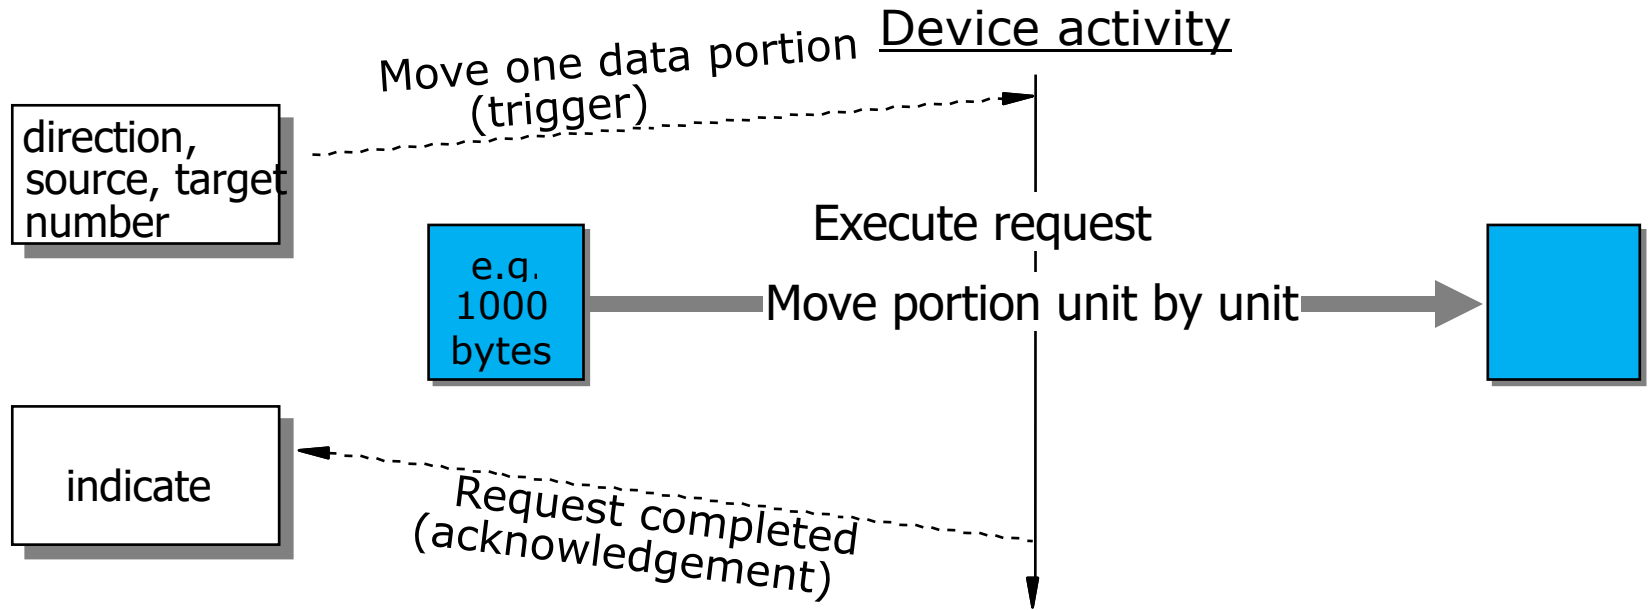 Device activity
Move one data portion
(trigger)
direction,
source, target
number
Execute request
e.g.
1000
bytes
Move portion unit by unit
indicate
Request completed
(acknowledgement)